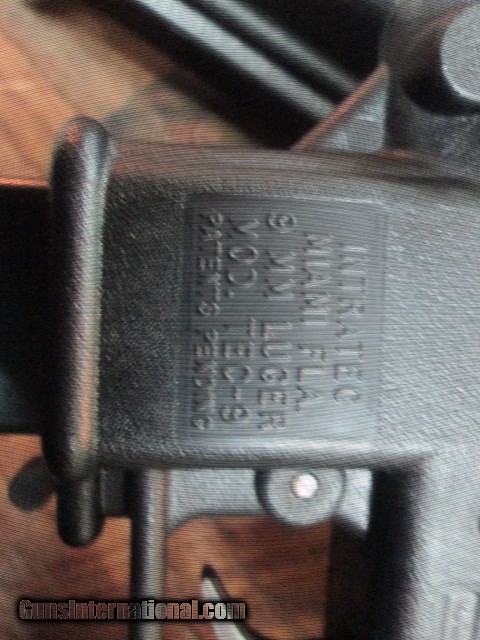 INTRATEC
MIAMI FLA.
9 MM LUGER
MOD. TEC-9
PATENTS PENDING
GunsInternational.com